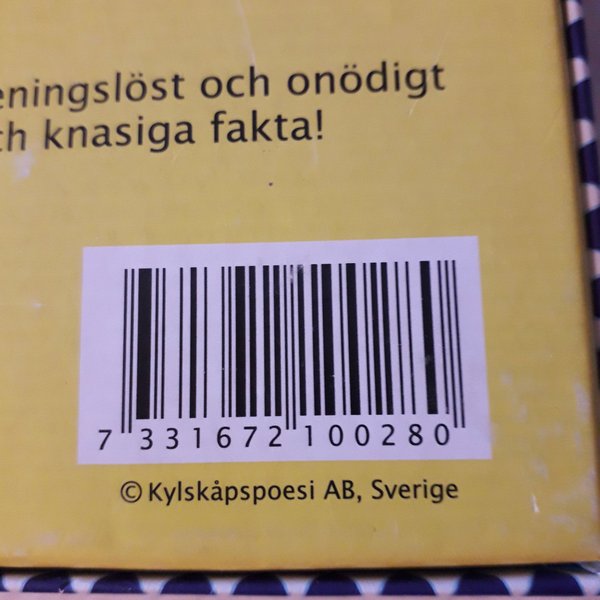 eningslöst och onödigt
ch knasiga fakta!
7 331672 100280
© Kylskåpspoesi AB, Sverige